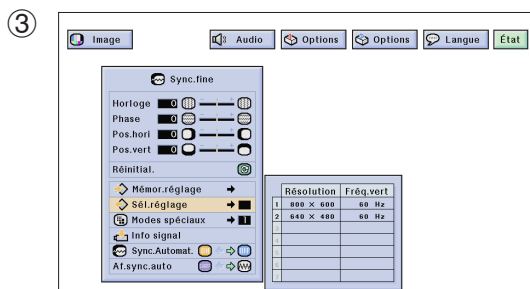 3
Image Audio Options Options Langue État
Sync.fine
Horloge 0
Phase 0
Pos.hori 0
Pos.vert 0
Réinitial.
Mémor.réglage
Sél.réglage
Modes spéciaux 1
Info signal
Sync.Automat.
Af.sync.auto
Résolution Fréq.vert
1 800 × 600 60 Hz
2 640 × 480 60 Hz
3
4
5
6
7